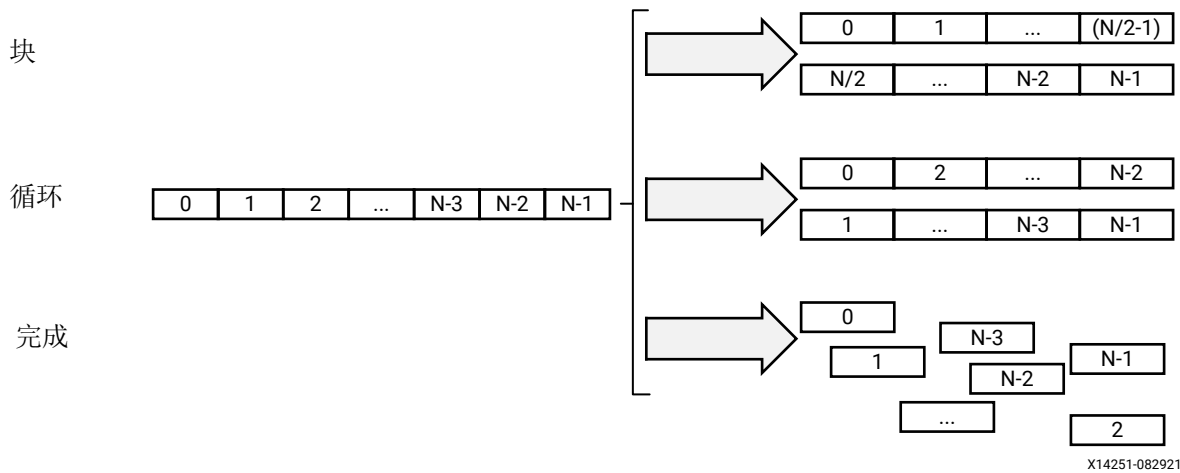 块
0 1 ... (N/2-1)
N/2 ... N-2 N-1
循环
0 1 2 ... N-3 N-2 N-1
0 2 ... N-2
1 ... N-3 N-1
完成
0
N-3
1
N-1
N-2
...
2
X14251-082921